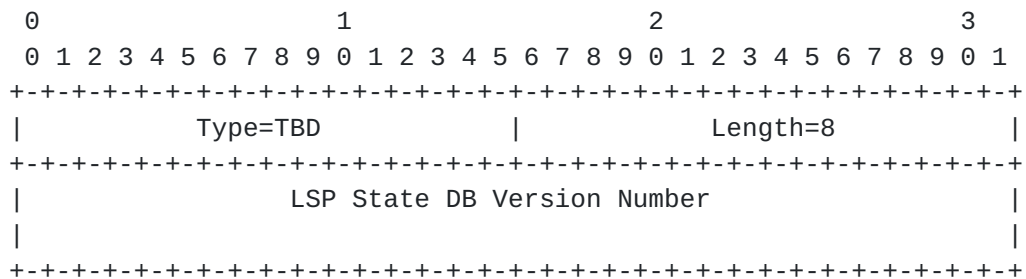 0                   1                   2                   3
 0 1 2 3 4 5 6 7 8 9 0 1 2 3 4 5 6 7 8 9 0 1 2 3 4 5 6 7 8 9 0 1
+-+-+-+-+-+-+-+-+-+-+-+-+-+-+-+-+-+-+-+-+-+-+-+-+-+-+-+-+-+-+-+-+
|           Type=TBD            |            Length=8           |
+-+-+-+-+-+-+-+-+-+-+-+-+-+-+-+-+-+-+-+-+-+-+-+-+-+-+-+-+-+-+-+-+
|                 LSP State DB Version Number                   |
|                                                               |
+-+-+-+-+-+-+-+-+-+-+-+-+-+-+-+-+-+-+-+-+-+-+-+-+-+-+-+-+-+-+-+-+